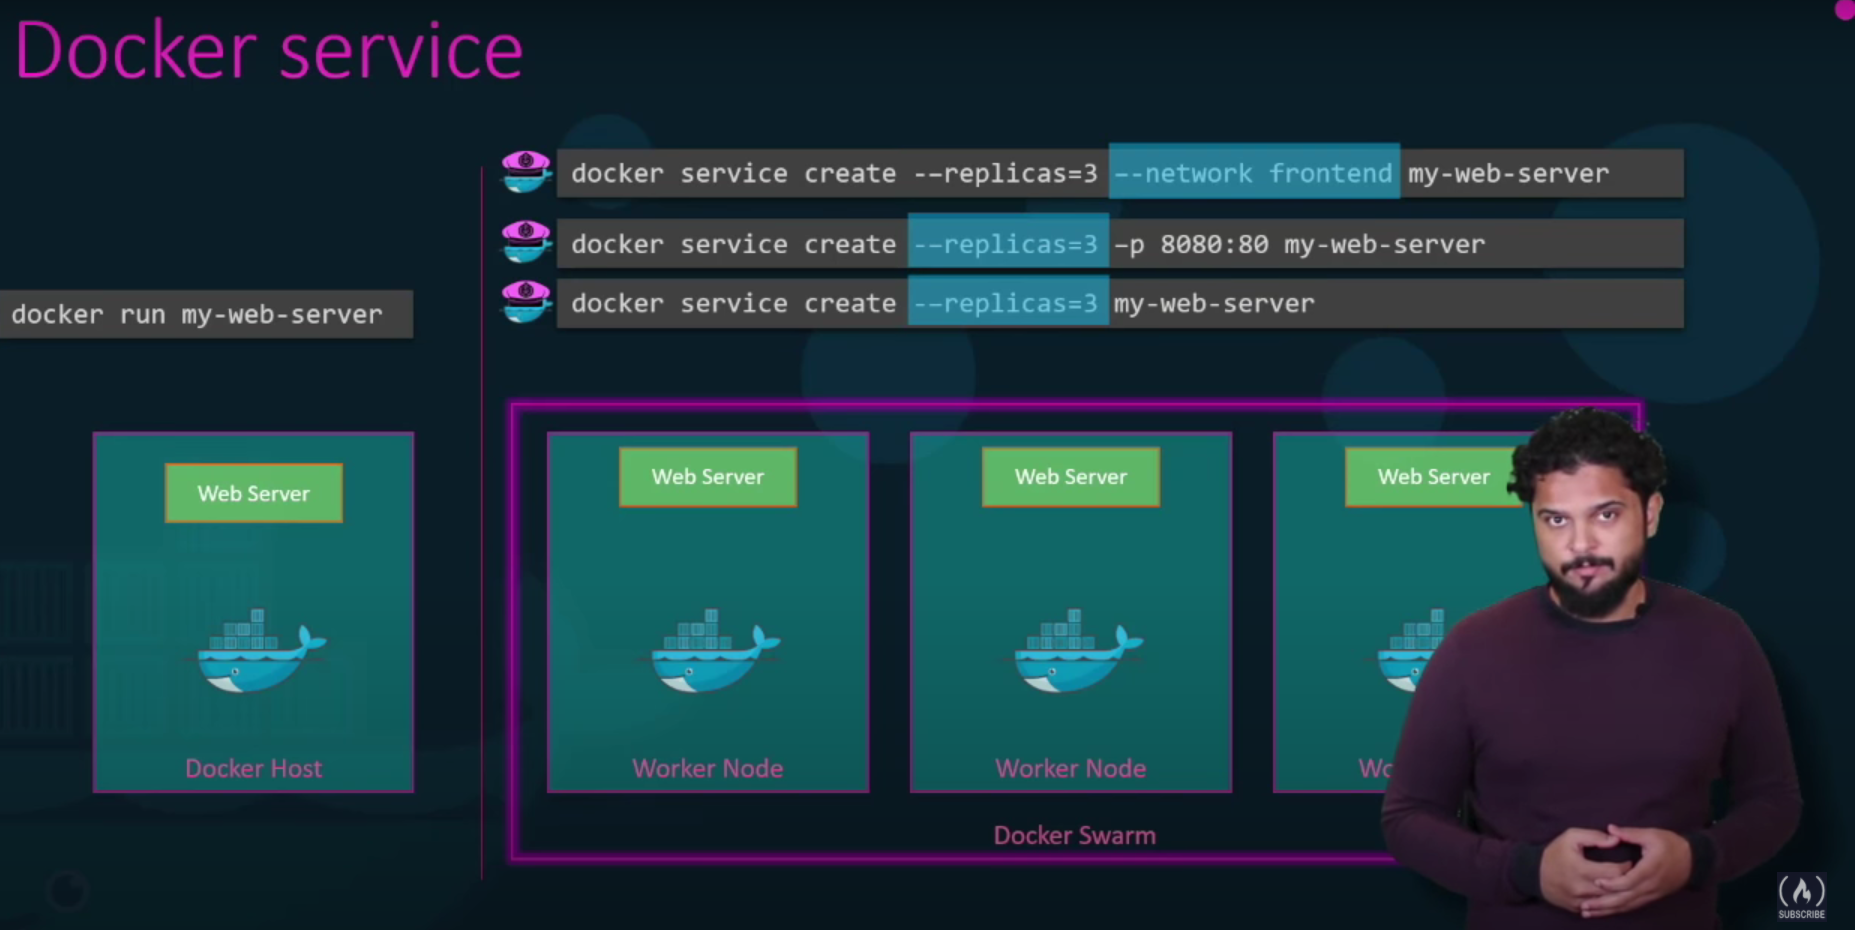 Docker service
docker run my-web-server
Web Server
Docker Host
docker service create --replicas=3 --network frontend my-web-server
docker service create --replicas=3 –p 8080:80 my-web-server
docker service create --replicas=3 my-web-server
Web Server
Web Server
Web Server
Worker Node
Worker Node
Wo
Docker Swarm
SUBSCRIBE